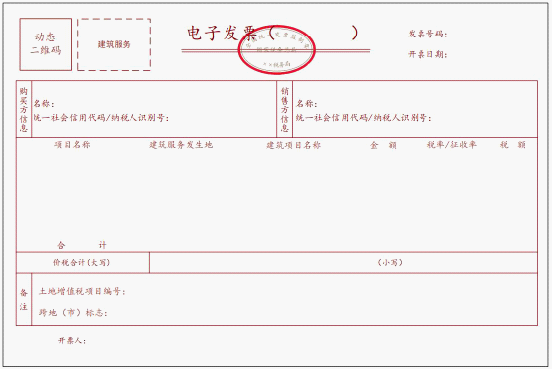 动态
二维码
建筑服务
电子发票（　　　　）
发票号码：
开票日期：
购买方信息
名称：
统一社会信用代码/纳税人识别号：
销售方信息
名称：
统一社会信用代码/纳税人识别号：
项目名称 建筑服务发生地 建筑项目名称 金 额 税率/征收率 税 额
合 计
价税合计(大写) （小写）
备注
土地增值税项目编号：
跨地（市）标志：
开票人：